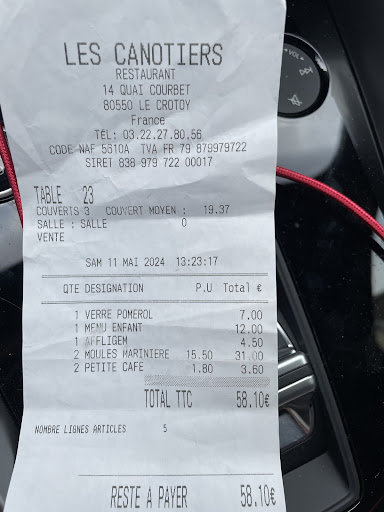 LES CANOTIERS
RESTAURANT
14 QUAI COURBET
80550 LE CROTOY
France
TEL: 03.22.27.80.56
CODE NAF 5610A TVA FR 79 879979722
SIRET 838 979 722 00017
TABLE 23
COUVERTS 3 COUVERT MOYEN : 19.37
SALLE : SALLE 0
VENTE
SAM 11 MAI 2024 13:23:17
QTE DESIGNATION P.U Total €
1 VERRE POMEROL 7.00
1 MENU ENFANT 12.00
1 AFFLIGEM 4.50
2 MOULES MARINIERE 15.50 31.00
2 PETITE CAFE 1.80 3.60
TOTAL TTC 58.10€
NOMBRE LIGNES ARTICLES 5
RESTE A PAYER 58.10€
VOL